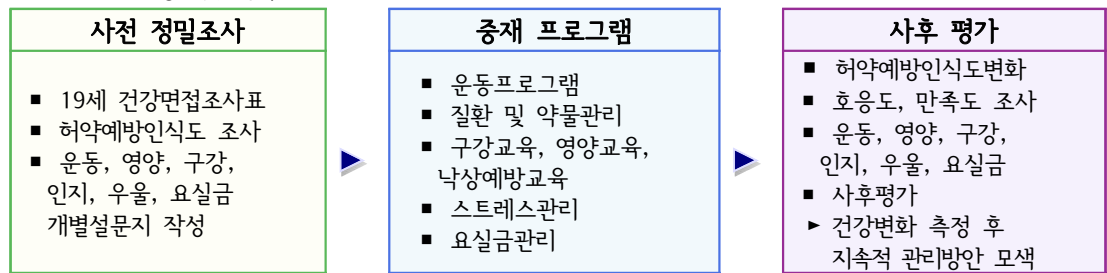 사전 정밀조사
▪ 19세 건강면접조사표
▪ 허약예방인식도 조사
▪ 운동, 영양, 구강,
인지, 우울, 요실금
개별설문지 작성
중재 프로그램
▪ 운동프로그램
▪ 질환 및 약물관리
▪ 구강교육, 영양교육,
낙상예방교육
▪ 스트레스관리
▪ 요실금관리
사후 평가
▪ 허약예방인식도변화
▪ 호응도, 만족도 조사
▪ 운동, 영양, 구강,
인지, 우울, 요실금
▪ 사후평가
► 건강변화 측정 후
지속적 관리방안 모색